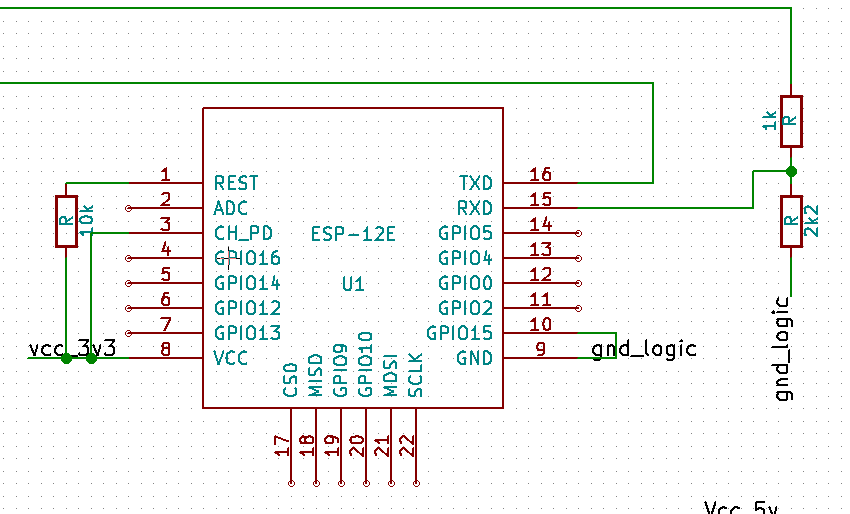 1k
R
1 REST
2 ADC
3 CH_PD
4 GPIO16
5 GPIO14
6 GPIO12
7 GPIO13
8 VCC
R
10k
vcc_3v3
ESP-12E
U1
TXD 16
RXD 15
GPIO5 14
GPIO4 13
GPIO0 12
GPIO2 11
GPIO15 10
GND 9
gnd_logic
R
2k2
gnd_logic
CS0
MISD
GPIO9
GPIO10
MDSI
SCLK
17
18
19
20
21
22
Vcc_5v